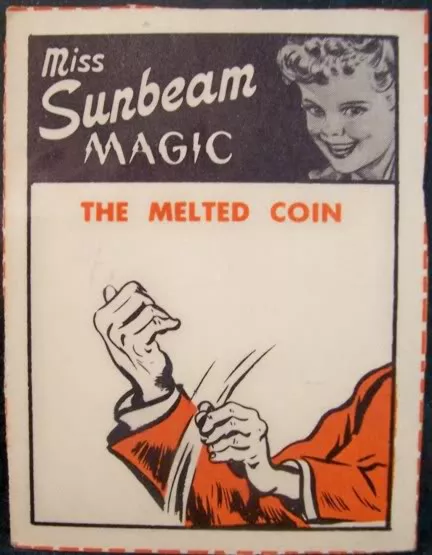 Miss
Sunbeam
MAGIC
THE MELTED COIN